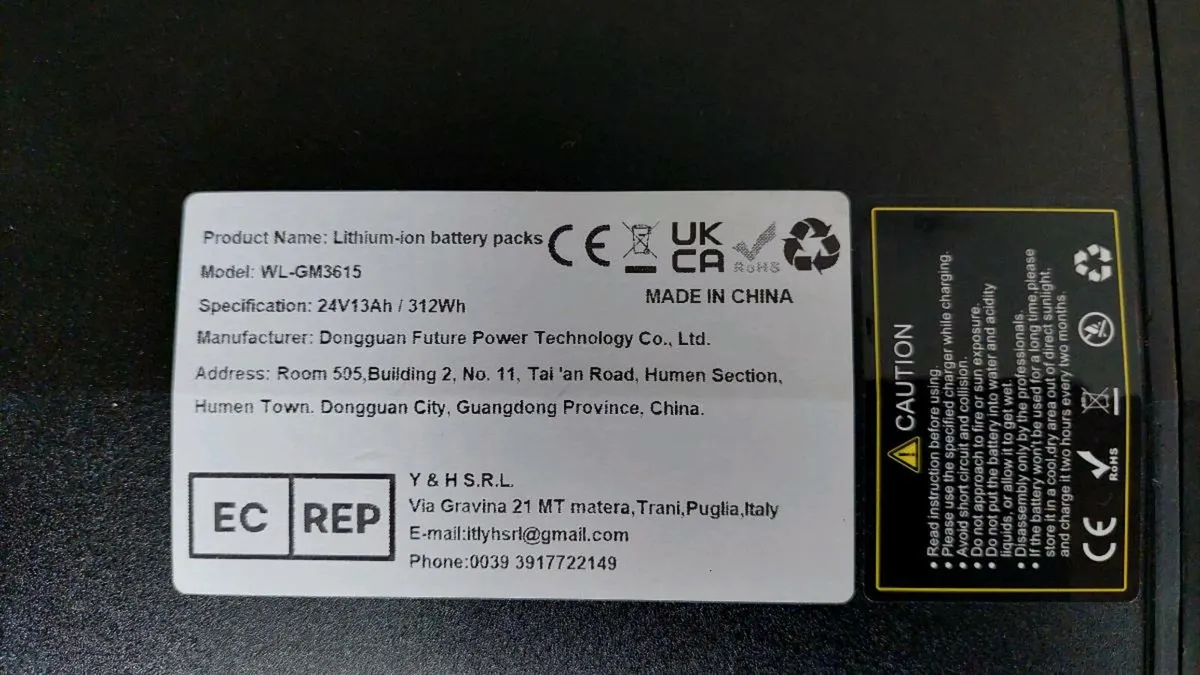 Product Name: Lithium-ion battery packs
CE
UK
CA
RoHS
Model: WL-GM3615
MADE IN CHINA
Specification: 24V13Ah / 312Wh
Manufacturer: Dongguan Future Power Technology Co., Ltd.
Address: Room 505,Building 2, No. 11, Tai 'an Road, Humen Section,
Humen Town. Dongguan City, Guangdong Province, China.
EC REP
Y & H S.R.L.
Via Gravina 21 MT matera,Trani,Puglia,Italy
E-mail:itlyhsrl@gmail.com
Phone:0039 3917722149
CAUTION
• Read instruction before using.
• Please use the specified charger while charging.
• Avoid short circuit and collision.
• Do not approach to fire or sun exposure.
• Do not put the battery into water and acidity
liquids, or allow it to get wet.
• Disassembly only by the professionals.
• If the battery won't be used for a long time,please
store it in a cool,dry area out of direct sunlight,
and charge it two hours every two months.
CE
RoHS